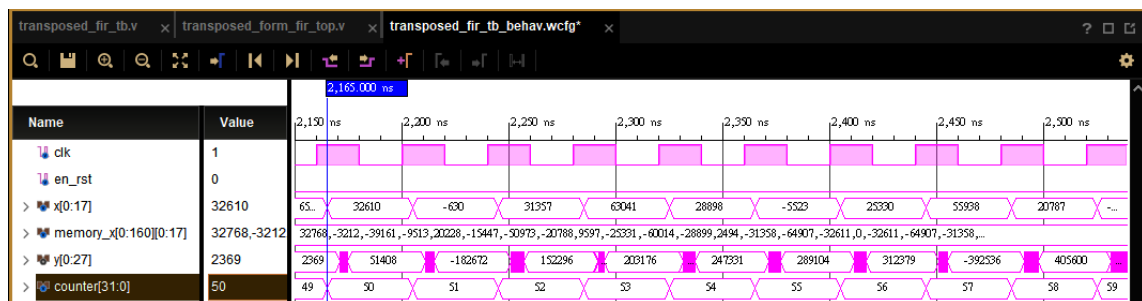 transposed_fir_tb.v × transposed_form_fir_top.v × transposed_fir_tb_behav.wcfg* × ?
2,165.000 ns
Name Value 2,150 ns 2,200 ns 2,250 ns 2,300 ns 2,350 ns 2,400 ns 2,450 ns 2,500 ns
clk 1
en_rst 0
> x[0:17] 32610 65... 32610 -630 31357 63041 28898 -5523 25330 55938 20787 -...
> memory_x[0:160][0:17] 32768,-3212 32768,-3212,-39161,-9513,20228,-15447,-50973,-20788,9597,-25331,-60014,-28899,2494,-31358,-64907,-32611,0,-32611,-64907,-31358,...
> y[0:27] 2369 2369 51408 -182672 152296 203176 247331 289104 312379 -392536 405600
> counter[31:0] 50 49 50 51 52 53 54 55 56 57 58 59